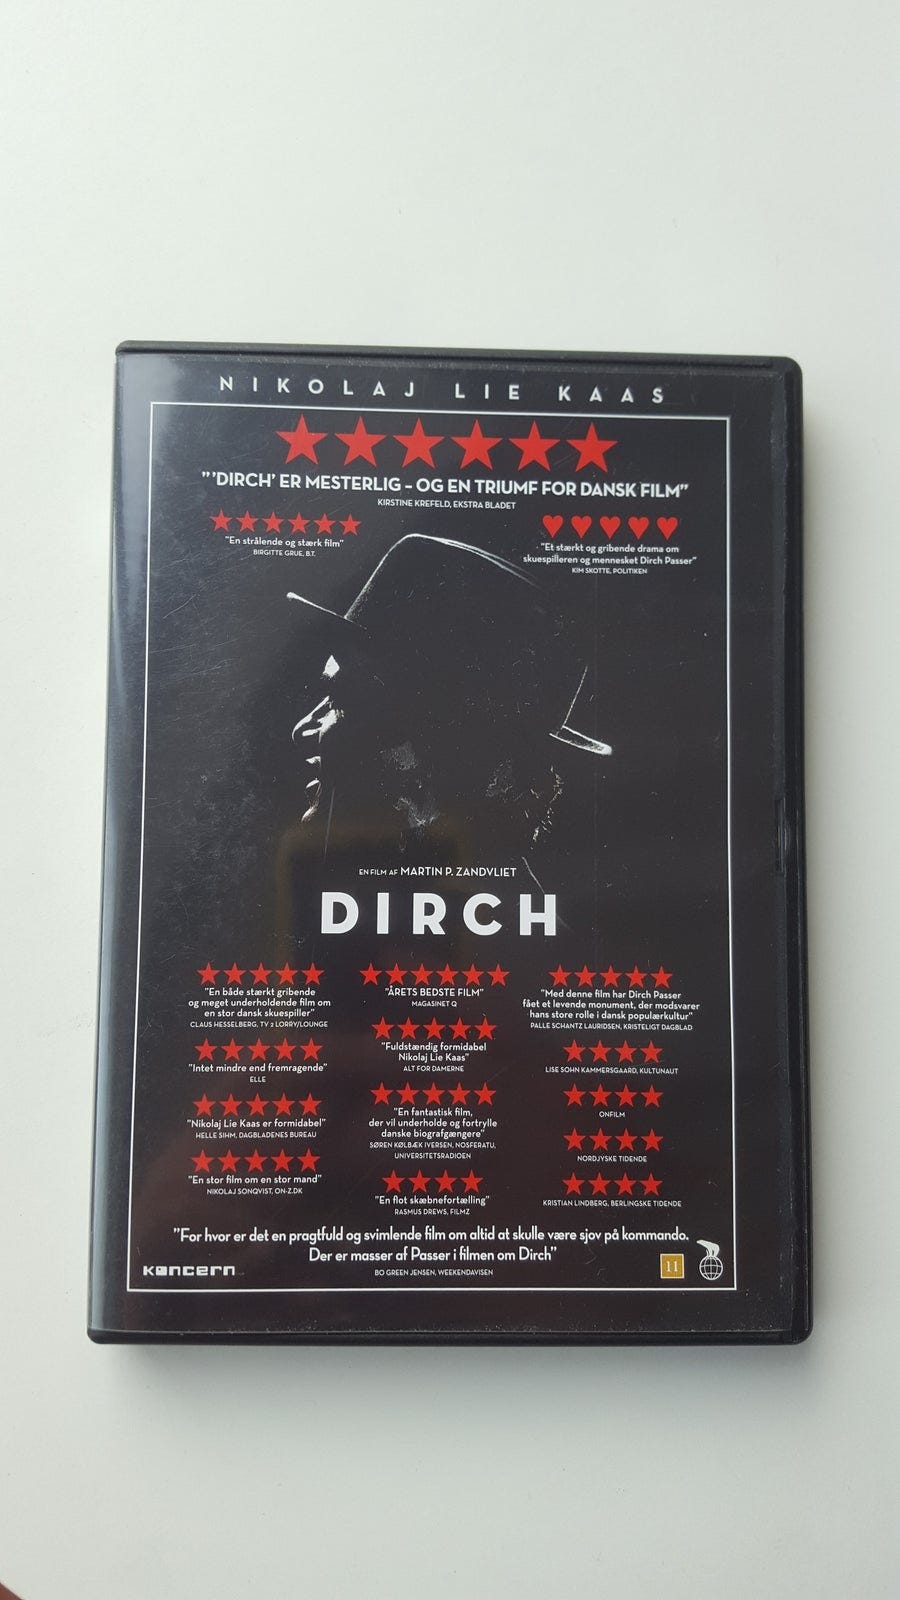 NIKOLAJ LIE KAAS
"'DIRCH' ER MESTERLIG – OG EN TRIUMF FOR DANSK FILM"
KIRSTINE KREFELD, EKSTRA BLADET
"En strålende og stærk film"
BIRGITTE GRUE, B.T.
"Et stærkt og gribende drama om
skuespilleren og mennesket Dirch Passer"
KIM SKOTTE, POLITIKEN
EN FILM AF MARTIN P. ZANDVLIET
DIRCH
"En både stærkt gribende
og meget underholdende film om
en stor dansk skuespiller"
CLAUS HESSELBERG, TV 2 LORRY/LOUNGE
"Intet mindre end fremragende"
ELLE
"Nikolaj Lie Kaas er formidabel"
HELLE SIHM, DAGBLADENES BUREAU
"En stor film om en stor mand"
NIKOLAJ SONQVIST, ON-Z.DK
"ÅRETS BEDSTE FILM"
MAGASINET Q
"Fuldstændig formidabel
Nikolaj Lie Kaas"
ALT FOR DAMERNE
"En fantastisk film,
der vil underholde og fortrylle
danske biografgængere"
SØREN KØLBÆK IVERSEN, NOSFERATU,
UNIVERSITETSRADIOEN
"En flot skæbnefortælling"
RASMUS DREWS, FILMZ
"Med denne film har Dirch Passer
fået et levende monument, der modsvarer
hans store rolle i dansk populærkultur"
PALLE SCHANTZ LAURIDSEN, KRISTELIGT DAGBLAD
LISE SOHN KAMMERSGAARD, KULTUNAUT
ONFILM
NORDJYSKE TIDENDE
KRISTIAN LINDBERG, BERLINGSKE TIDENDE
"For hvor er det en pragtfuld og svimlende film om altid at skulle være sjov på kommando.
Der er masser af Passer i filmen om Dirch"
BO GREEN JENSEN, WEEKENDAVISEN
Koncern
11